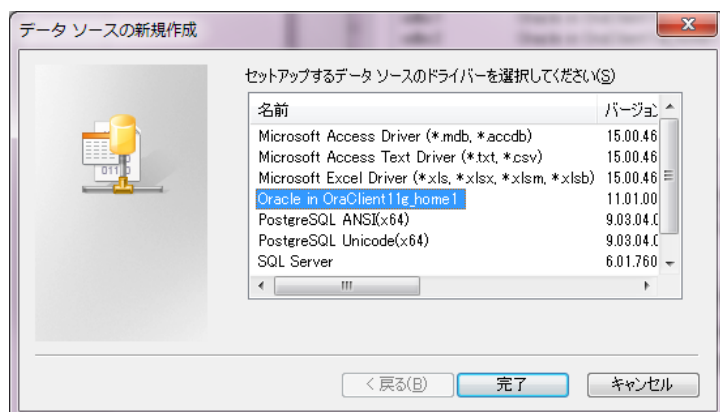 データ ソースの新規作成
セットアップするデータ ソースのドライバーを選択してください(S)
名前 バージョン
Microsoft Access Driver (*.mdb, *.accdb) 15.00.46
Microsoft Access Text Driver (*.txt, *.csv) 15.00.46
Microsoft Excel Driver (*.xls, *.xlsx, *.xlsm, *.xlsb) 15.00.46
Oracle in OraClient11g_home1 11.01.00
PostgreSQL ANSI(x64) 9.03.04.0
PostgreSQL Unicode(x64) 9.03.04.0
SQL Server 6.01.760
< 戻る(B) 完了 キャンセル